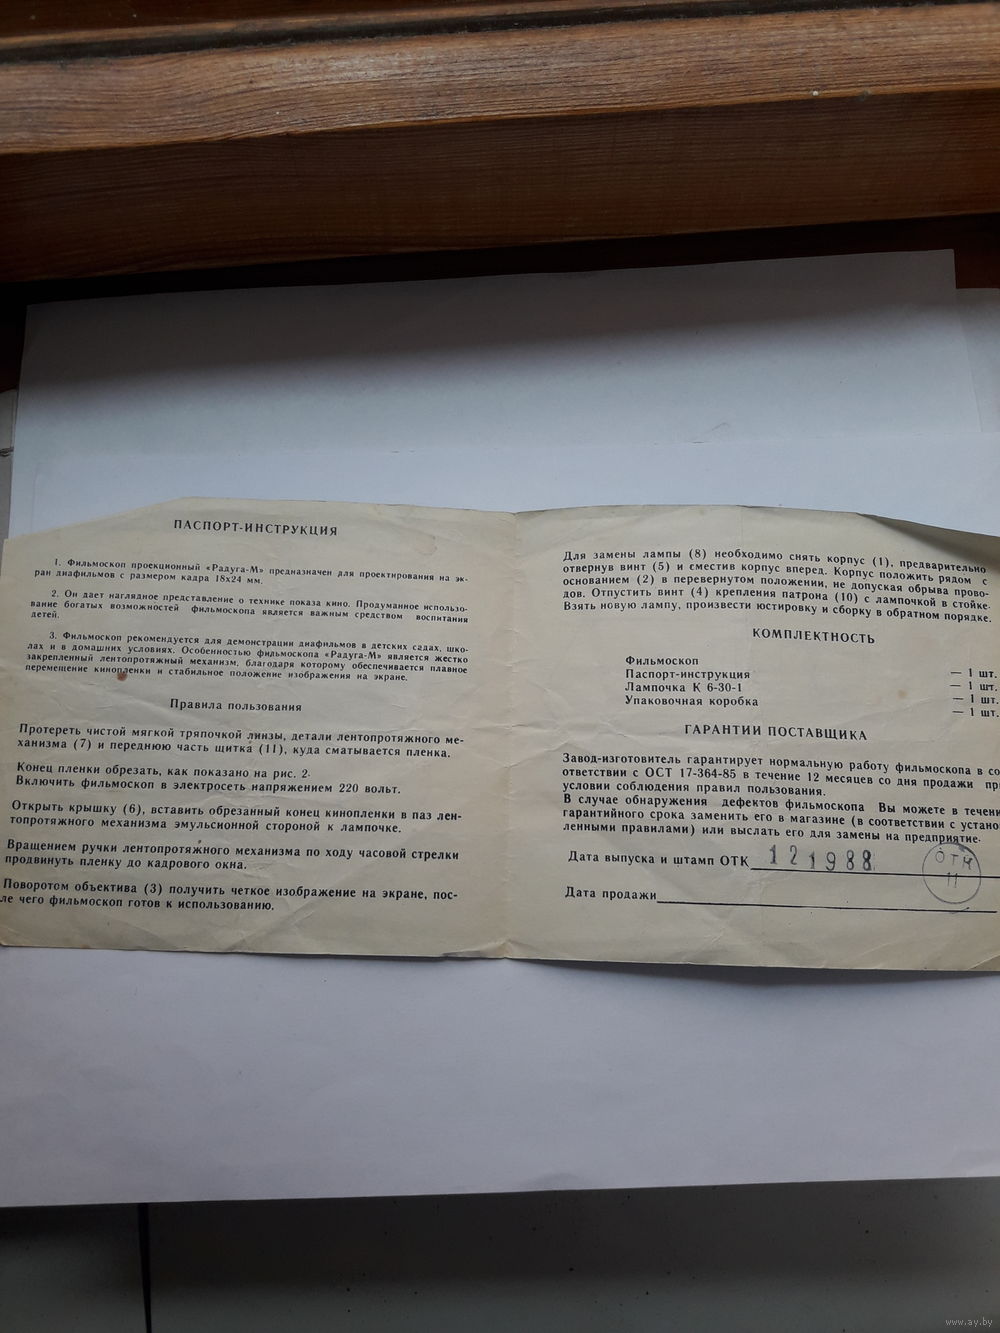 ПАСПОРТ-ИНСТРУКЦИЯ
1. Фильмоскоп проекционный «Радуга-М» предназначен для проектирования на эк-
ран диафильмов с размером кадра 18х24 мм.
2. Он дает наглядное представление о технике показа кино. Продуманное использо-
вание богатых возможностей фильмоскопа является важным средством воспитания
детей.
3. Фильмоскоп рекомендуется для демонстрации диафильмов в детских садах, шко-
лах и в домашних условиях. Особенностью фильмоскопа «Радуга-М» является жестко
закрепленный лентопротяжный механизм, благодаря которому обеспечивается плавное
перемещение кинопленки и стабильное положение изображения на экране.
Правила пользования
Протереть чистой мягкой тряпочкой линзы, детали лентопротяжного ме-
ханизма (7) и переднюю часть щитка (11), куда сматывается пленка.
Конец пленки обрезать, как показано на рис. 2.
Включить фильмоскоп в электросеть напряжением 220 вольт.
Открыть крышку (6), вставить обрезанный конец кинопленки в паз лен-
топротяжного механизма эмульсионной стороной к лампочке.
Вращением ручки лентопротяжного механизма по ходу часовой стрелки
продвинуть пленку до кадрового окна.
Поворотом объектива (3) получить четкое изображение на экране, пос-
ле чего фильмоскоп готов к использованию.
Для замены лампы (8) необходимо снять корпус (1), предварительно
отвернув винт (5) и сместив корпус вперед. Корпус положить рядом с
основанием (2) в перевернутом положении, не допуская обрыва прово-
дов. Отпустить винт (4) крепления патрона (10) с лампочкой в стойке.
Взять новую лампу, произвести юстировку и сборку в обратном порядке.
КОМПЛЕКТНОСТЬ
Фильмоскоп — 1 шт.
Паспорт-инструкция — 1 шт.
Лампочка К 6-30-1 — 1 шт.
Упаковочная коробка — 1 шт.
ГАРАНТИИ ПОСТАВЩИКА
Завод-изготовитель гарантирует нормальную работу фильмоскопа в со
ответствии с ОСТ 17-364-85 в течение 12 месяцев со дня продажи пр
условии соблюдения правил пользования.
В случае обнаружения дефектов фильмоскопа Вы можете в течени
гарантийного срока заменить его в магазине (в соответствии с устано
ленными правилами) или выслать его для замены на предприятие.
Дата выпуска и штамп ОТК 12 1988 ОТК 11
Дата продажи
www.ay.by